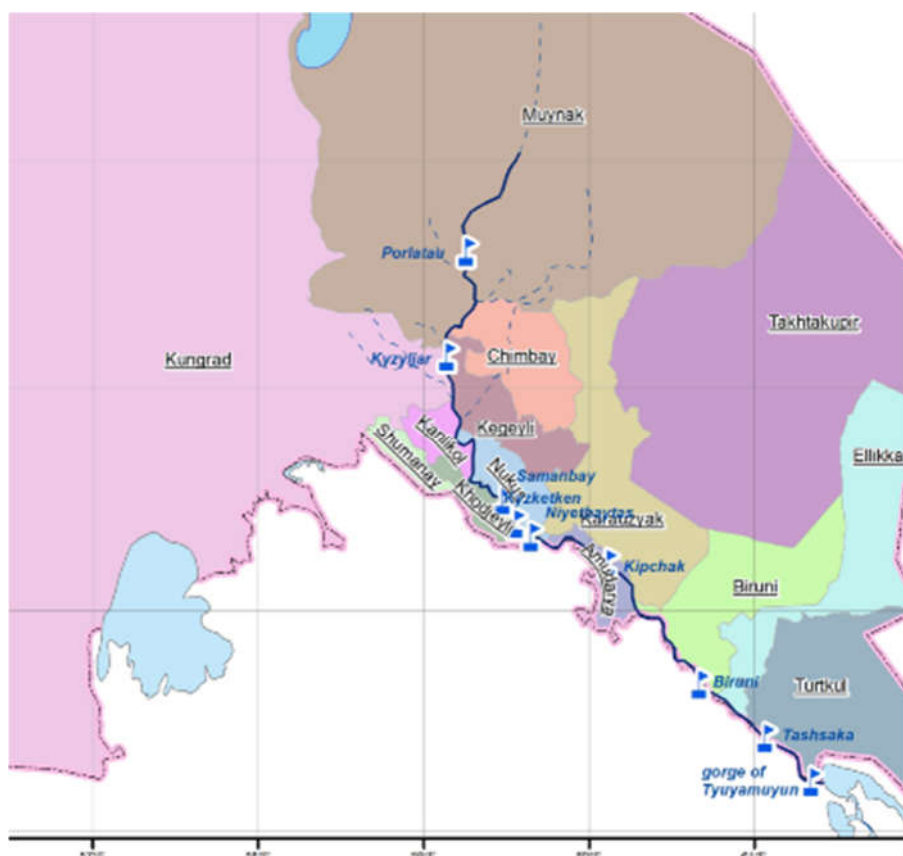 Muynak
Porlatau
Takhtakupir
Kungrad
Kyzyljar
Chimbay
Kanlikol
Kegeyli
Shumanay
Ellikka
Nukus
Samanbay
Kyzketken
Khodjeyli
Niyetbaytas
Karauzyak
Amudarya
Kipchak
Biruni
Biruni
Turtkul
Tashsaka
gorge of
Tyuyamuyun